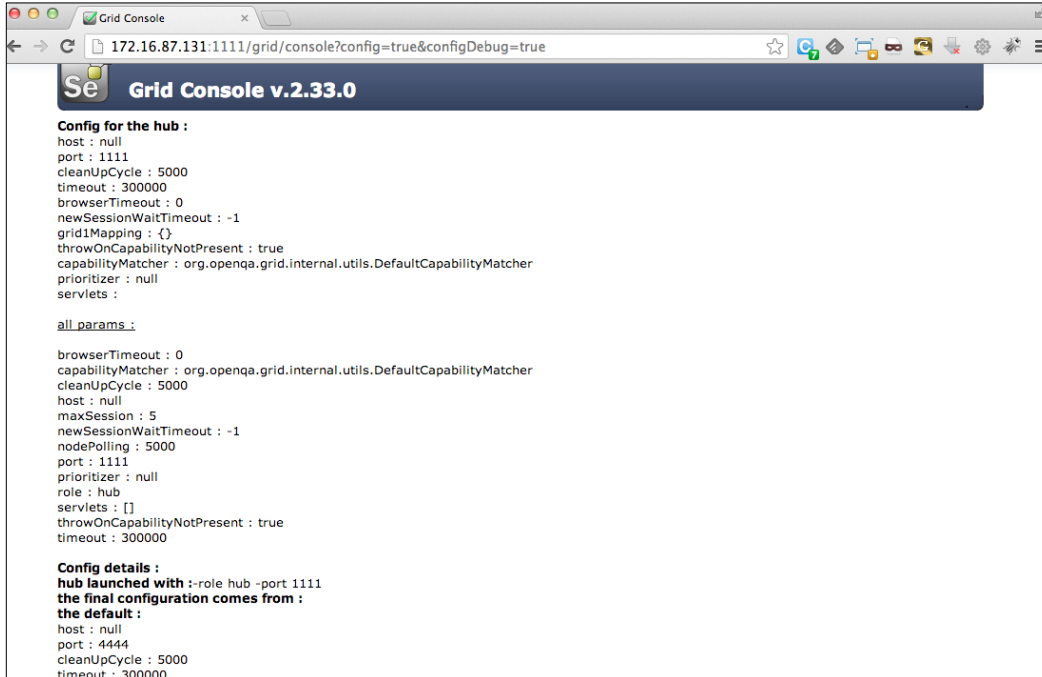 Grid Console
172.16.87.131:1111/grid/console?config=true&configDebug=true
7
Se
Grid Console v.2.33.0
Config for the hub :
host : null
port : 1111
cleanUpCycle : 5000
timeout : 300000
browserTimeout : 0
newSessionWaitTimeout : -1
grid1Mapping : {}
throwOnCapabilityNotPresent : true
capabilityMatcher : org.openqa.grid.internal.utils.DefaultCapabilityMatcher
prioritizer : null
servlets :
all params :
browserTimeout : 0
capabilityMatcher : org.openqa.grid.internal.utils.DefaultCapabilityMatcher
cleanUpCycle : 5000
host : null
maxSession : 5
newSessionWaitTimeout : -1
nodePolling : 5000
port : 1111
prioritizer : null
role : hub
servlets : []
throwOnCapabilityNotPresent : true
timeout : 300000
Config details :
hub launched with :-role hub -port 1111
the final configuration comes from :
the default :
host : null
port : 4444
cleanUpCycle : 5000
timeout : 300000